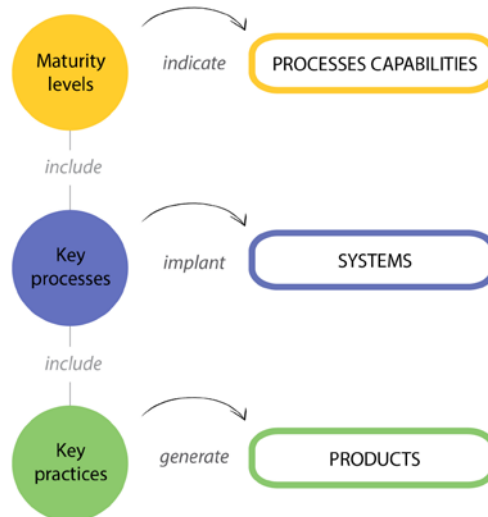 Maturity
levels
indicate
PROCESSES CAPABILITIES
include
Key
processes
implant
SYSTEMS
include
Key
practices
generate
PRODUCTS